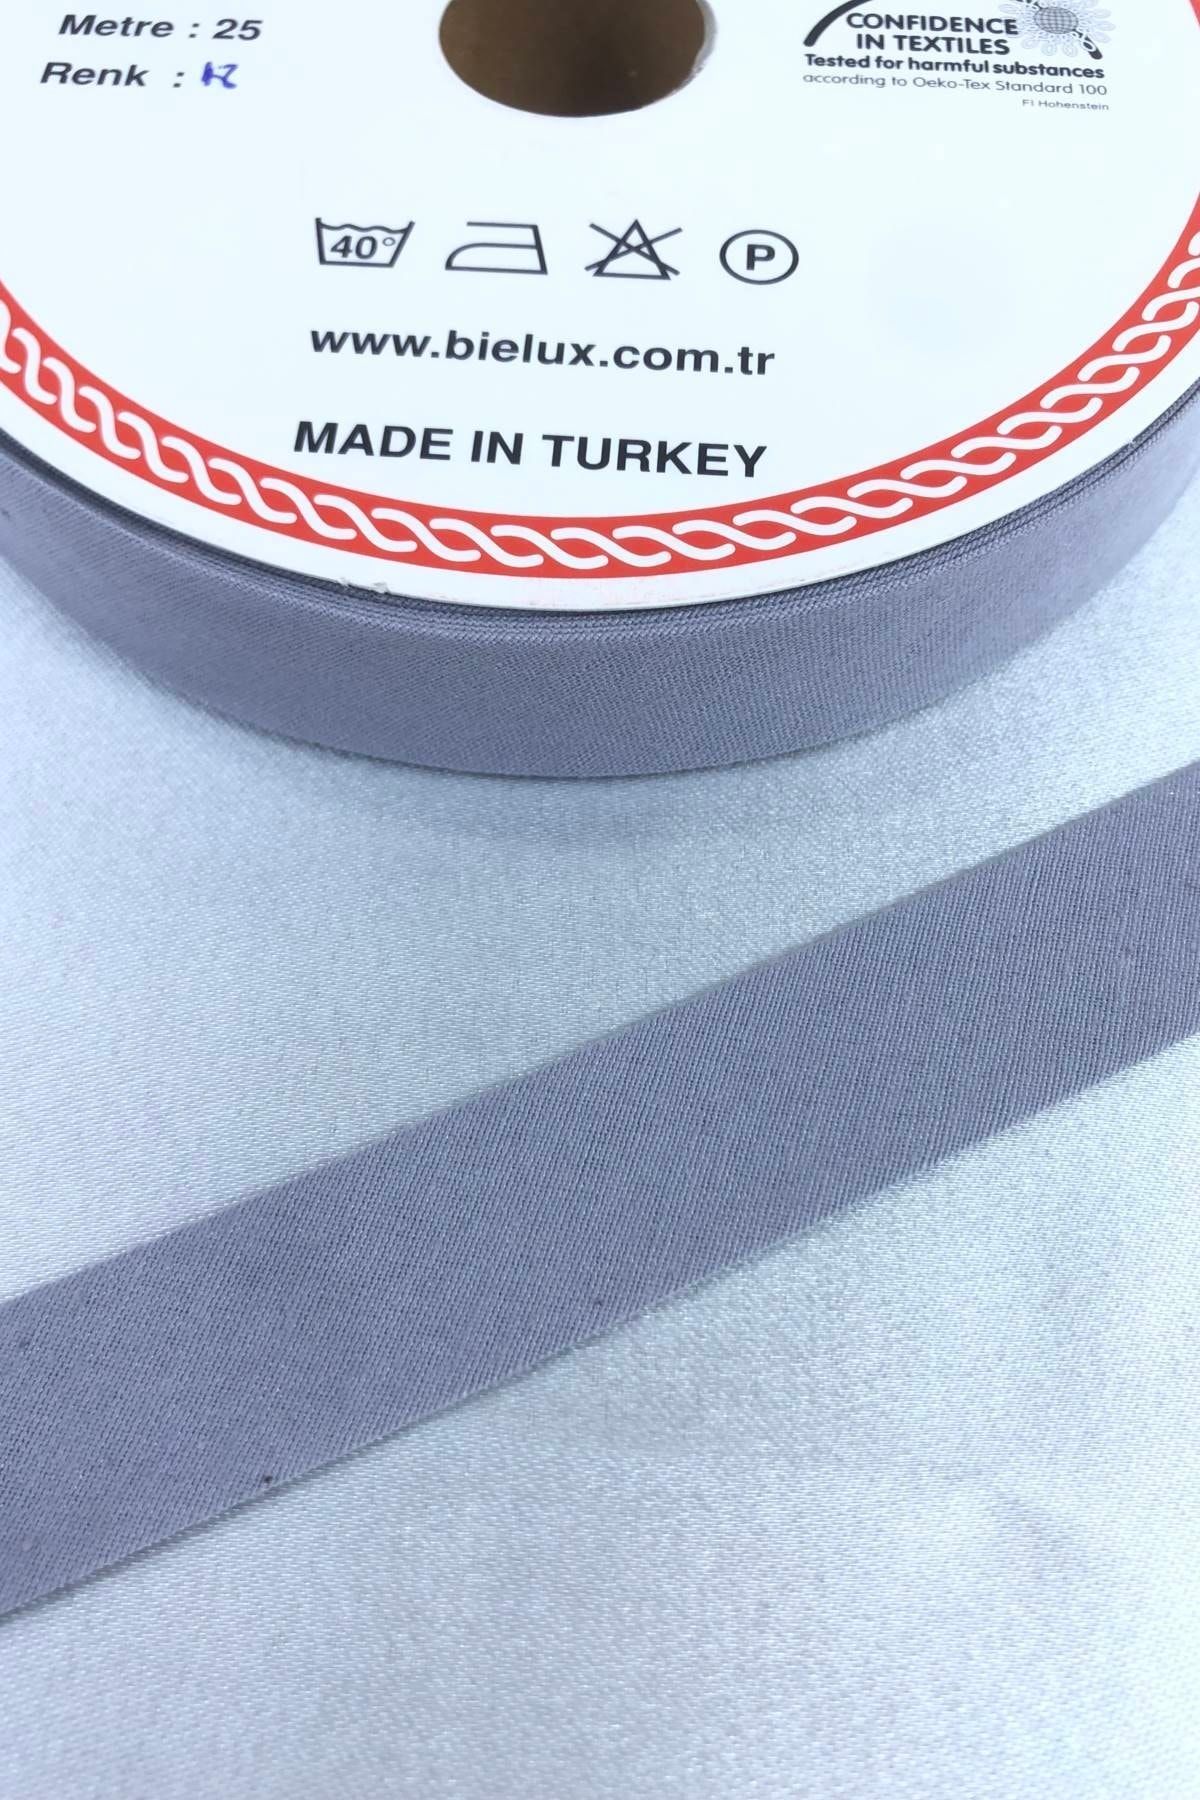 Metre : 25
Renk :
CONFIDENCE
IN TEXTILES
Tested for harmful substances
according to Oeko-Tex Standard 100
FI Hohenstein
40°
P
www.bielux.com.tr
MADE IN TURKEY